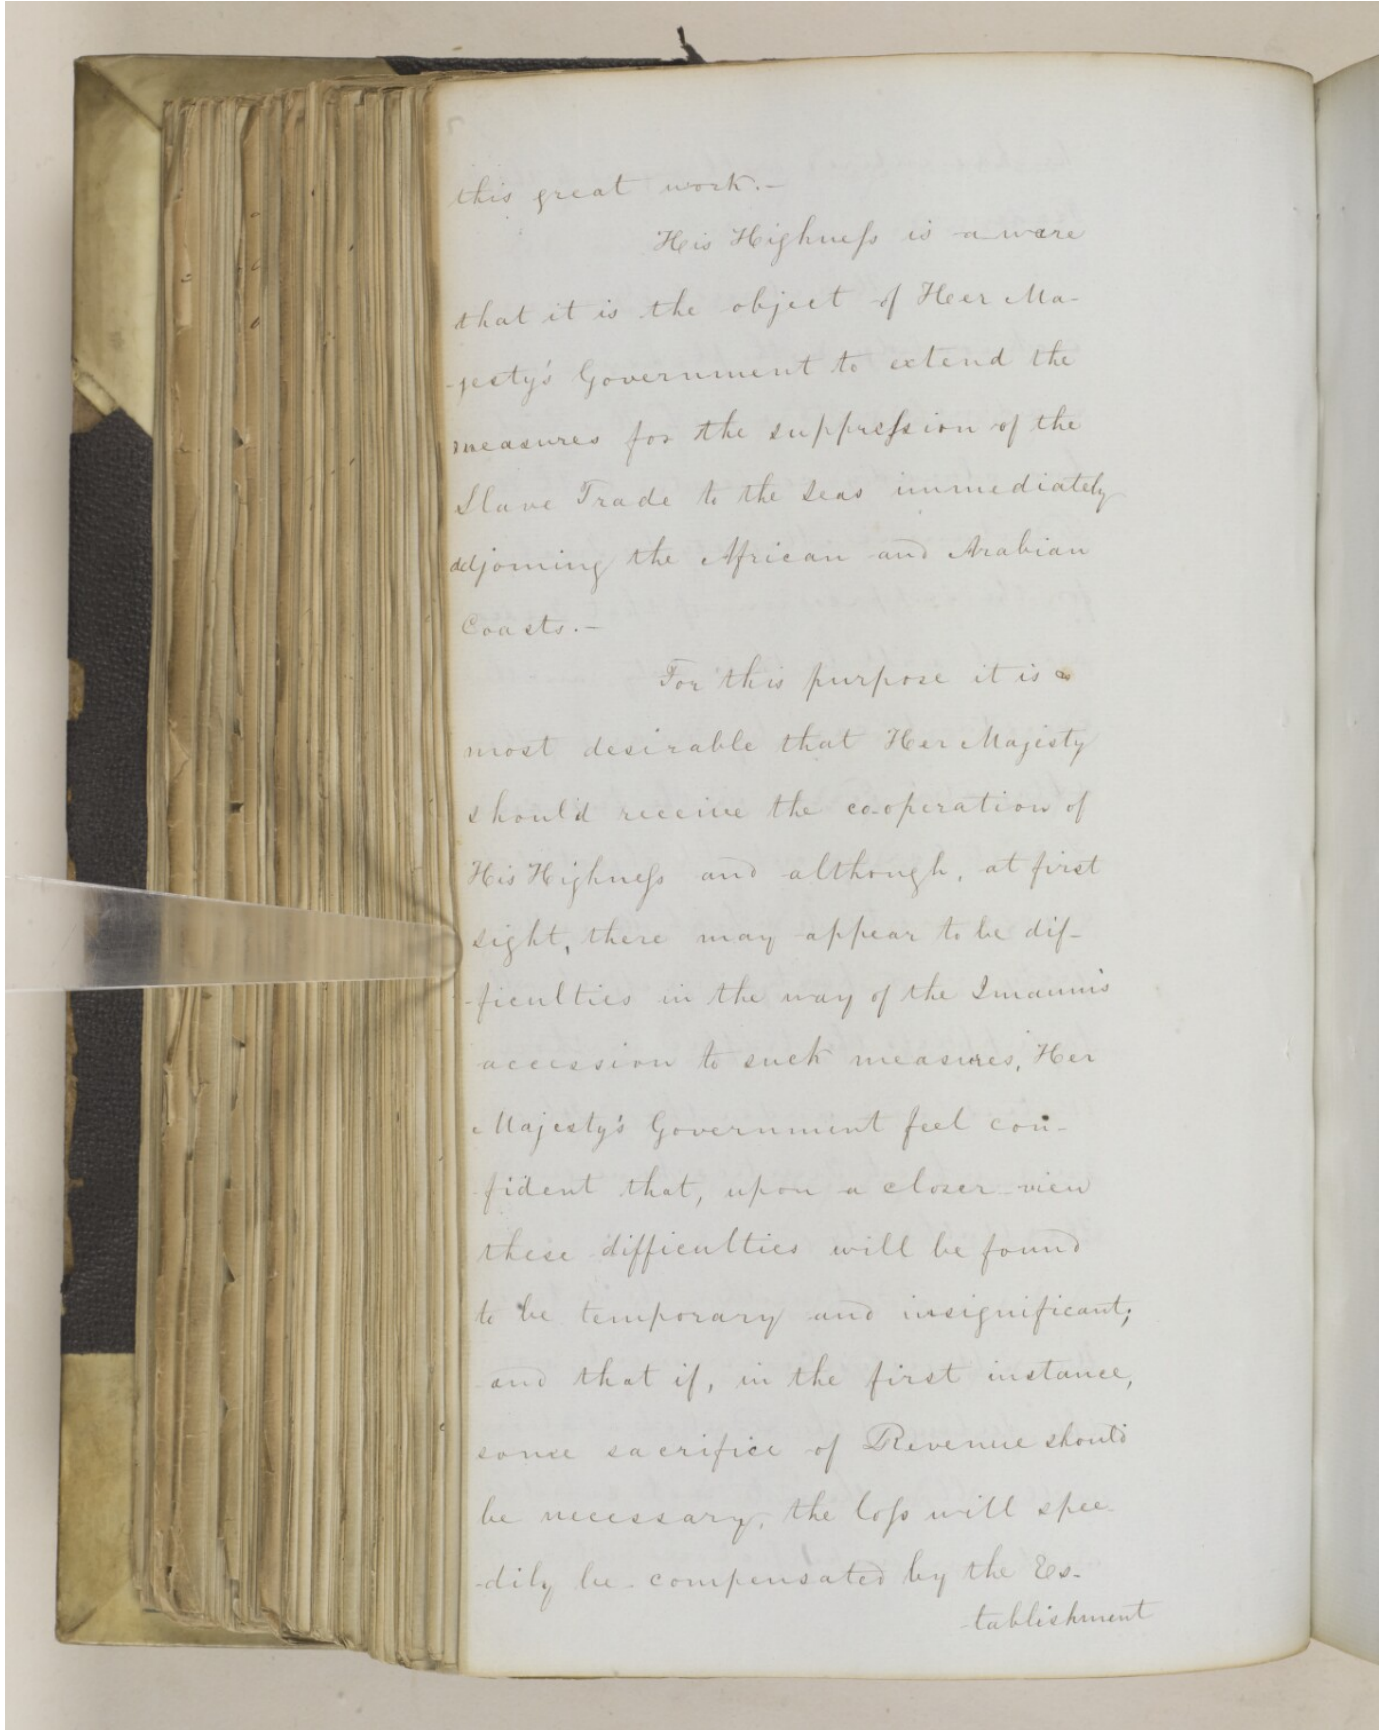 this great work.—
His Highneſs is aware
that it is the object of Her Ma-
-jesty's Government to extend the
measures for the suppreſsion of the
Slave Trade to the Seas immediately
adjoining the African and Arabian
Coasts.—
For this purpose it is
most desirable that Her Majesty
should receive the co-operation of
His Highneſs and although, at first
sight, there may appear to be dif-
-ficulties in the way of the Imaum's
accession to such measures, Her
Majesty's Government feel con-
fident that, upon a closer view
these difficulties will be found
to be temporary and insignificant;
and that if, in the first instance,
some sacrifice of Revenue should
be necessary, the loſs will spee-
-dily be compensated by the Es-
-tablishment